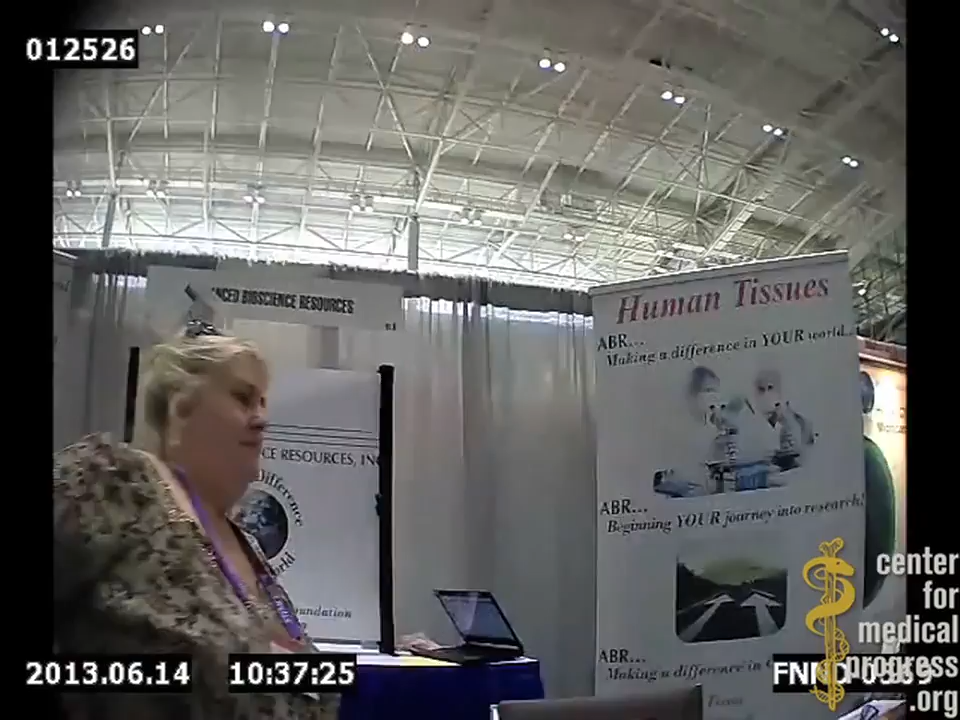 012526
NCED BIOSCIENCE RESOURCES
Human Tissues
ABR...
Making a difference in YOUR world...
CE RESOURCES, INC
Difference
orld
oundation
ABR...
Beginning YOUR journey into research!
ABR...
Making a difference in
Tissue
center
for
medical
progress
.org
2013.06.14
10:37:25